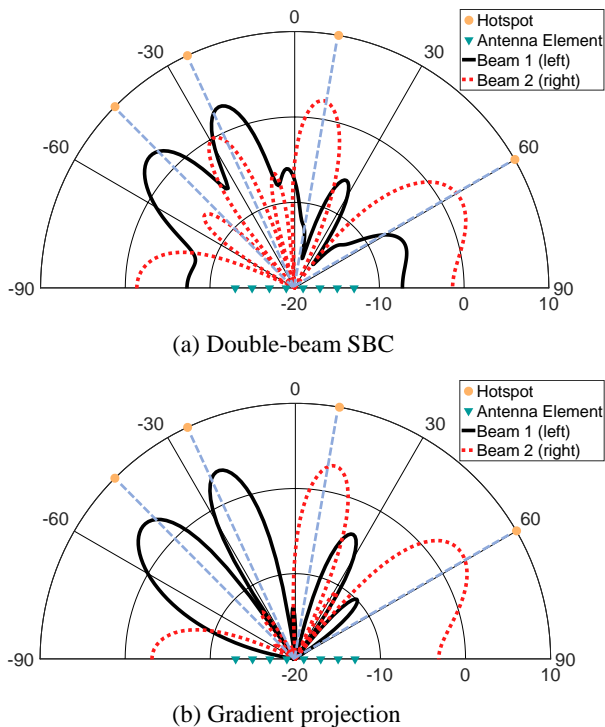 0
-30
30
-60
60
-90
90
-20
-10
0
10
Hotspot
Antenna Element
Beam 1 (left)
Beam 2 (right)
(a) Double-beam SBC
0
-30
30
-60
60
-90
90
-20
-10
0
10
Hotspot
Antenna Element
Beam 1 (left)
Beam 2 (right)
(b) Gradient projection